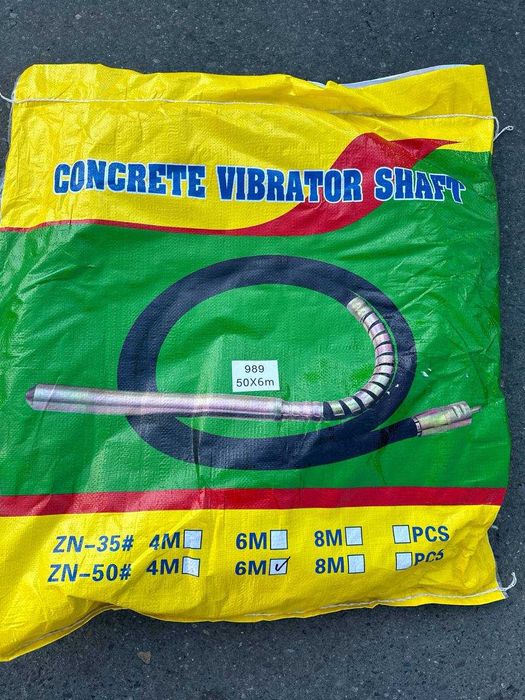 CONCRETE VIBRATOR SHAFT
989
50X6m
ZN-35# 4M 6M 8M PCS
ZN-50# 4M 6M 8M PCS